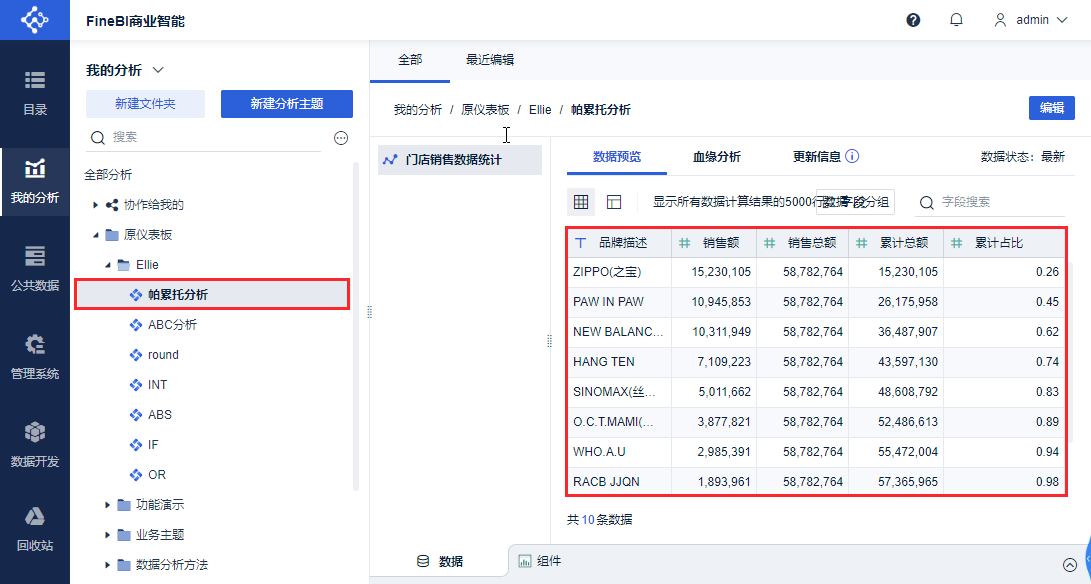 FineBI商业智能
admin
目录
我的分析
公共数据
管理系统
数据开发
回收站
我的分析
新建文件夹
新建分析主题
搜索
全部分析
协作给我的
原仪表板
Ellie
帕累托分析
ABC分析
round
INT
ABS
IF
OR
功能演示
业务主题
数据分析方法
全部 最近编辑
我的分析 / 原仪表板 / Ellie / 帕累托分析
编辑
门店销售数据统计
数据预览 血缘分析 更新信息 数据状态：最新
显示所有数据计算结果的5000行数据 字段分组 字段搜索
品牌描述 销售额 销售总额 累计总额 累计占比
ZIPPO(之宝) 15,230,105 58,782,764 15,230,105 0.26
PAW IN PAW 10,945,853 58,782,764 26,175,958 0.45
NEW BALANC... 10,311,949 58,782,764 36,487,907 0.62
HANG TEN 7,109,223 58,782,764 43,597,130 0.74
SINOMAX(丝... 5,011,662 58,782,764 48,608,792 0.83
O.C.T.MAMI(... 3,877,821 58,782,764 52,486,613 0.89
WHO.A.U 2,985,391 58,782,764 55,472,004 0.94
RACB JJQN 1,893,961 58,782,764 57,365,965 0.98
共10条数据
数据 组件